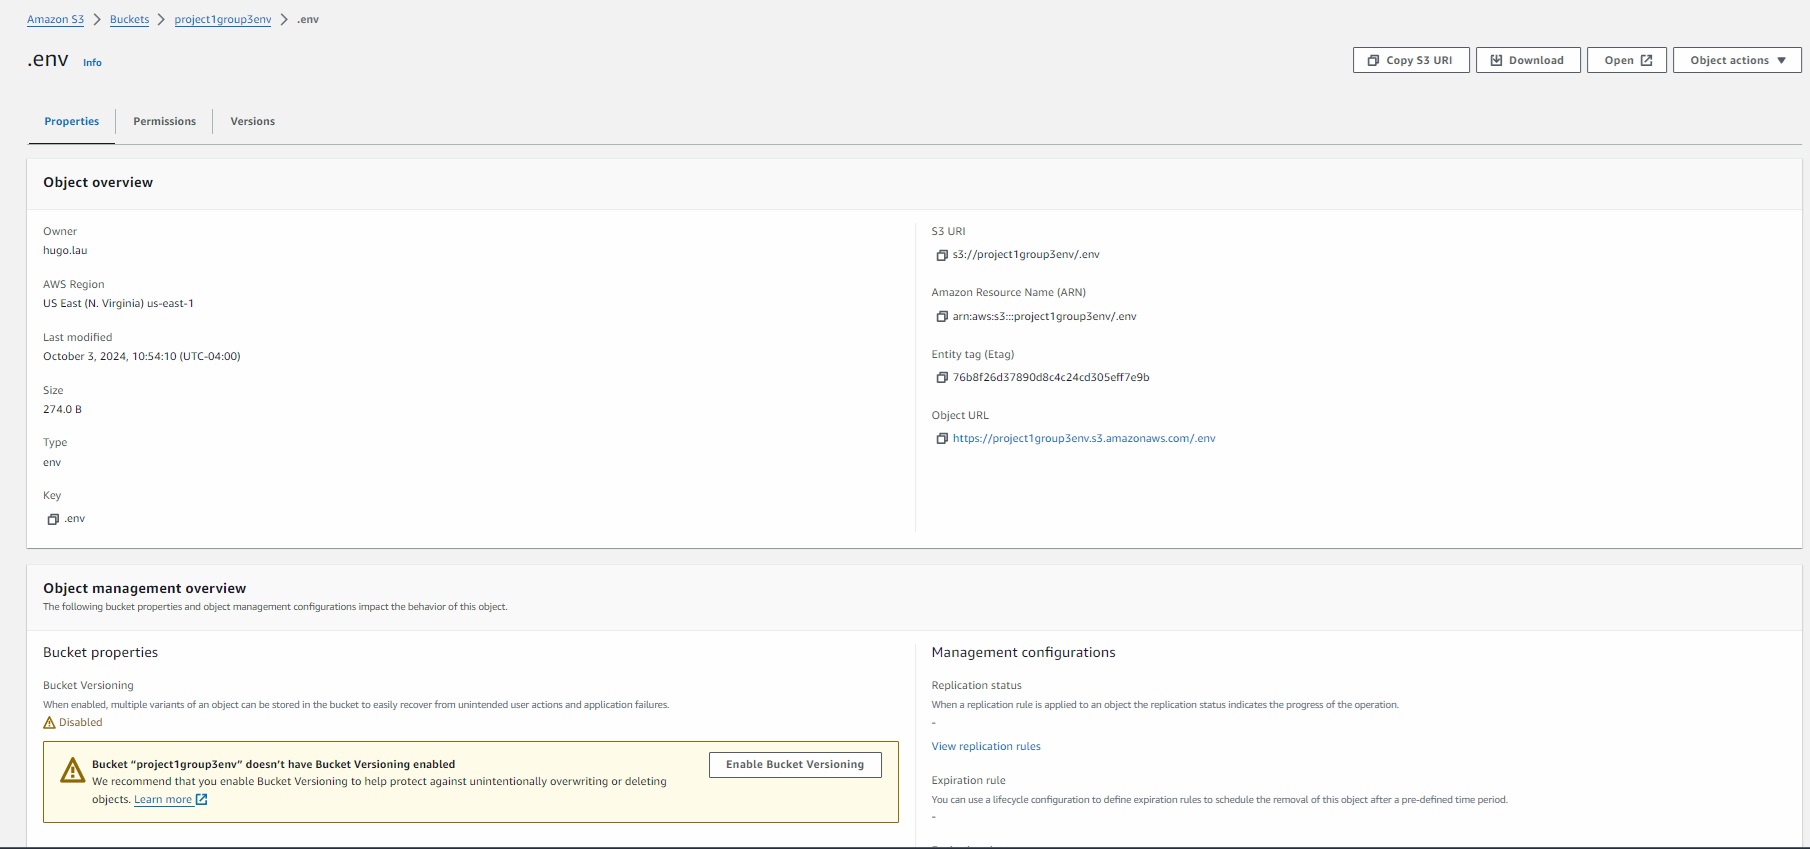 Amazon S3 > Buckets > project1group3env > .env
.env Info
Copy S3 URI Download Open Object actions
Properties Permissions Versions
Object overview
Owner
hugo.lau
AWS Region
US East (N. Virginia) us-east-1
Last modified
October 3, 2024, 10:54:10 (UTC-04:00)
Size
274.0 B
Type
env
Key
.env
S3 URI
s3://project1group3env/.env
Amazon Resource Name (ARN)
arn:aws:s3:::project1group3env/.env
Entity tag (Etag)
76b8f26d37890d8c4c24cd305eff7e9b
Object URL
https://project1group3env.s3.amazonaws.com/.env
Object management overview
The following bucket properties and object management configurations impact the behavior of this object.
Bucket properties
Bucket Versioning
When enabled, multiple variants of an object can be stored in the bucket to easily recover from unintended user actions and application failures.
Disabled
Bucket “project1group3env” doesn’t have Bucket Versioning enabled
We recommend that you enable Bucket Versioning to help protect against unintentionally overwriting or deleting
objects. Learn more
Enable Bucket Versioning
Management configurations
Replication status
When a replication rule is applied to an object the replication status indicates the progress of the operation.
-
View replication rules
Expiration rule
You can use a lifecycle configuration to define expiration rules to schedule the removal of this object after a pre-defined time period.
-